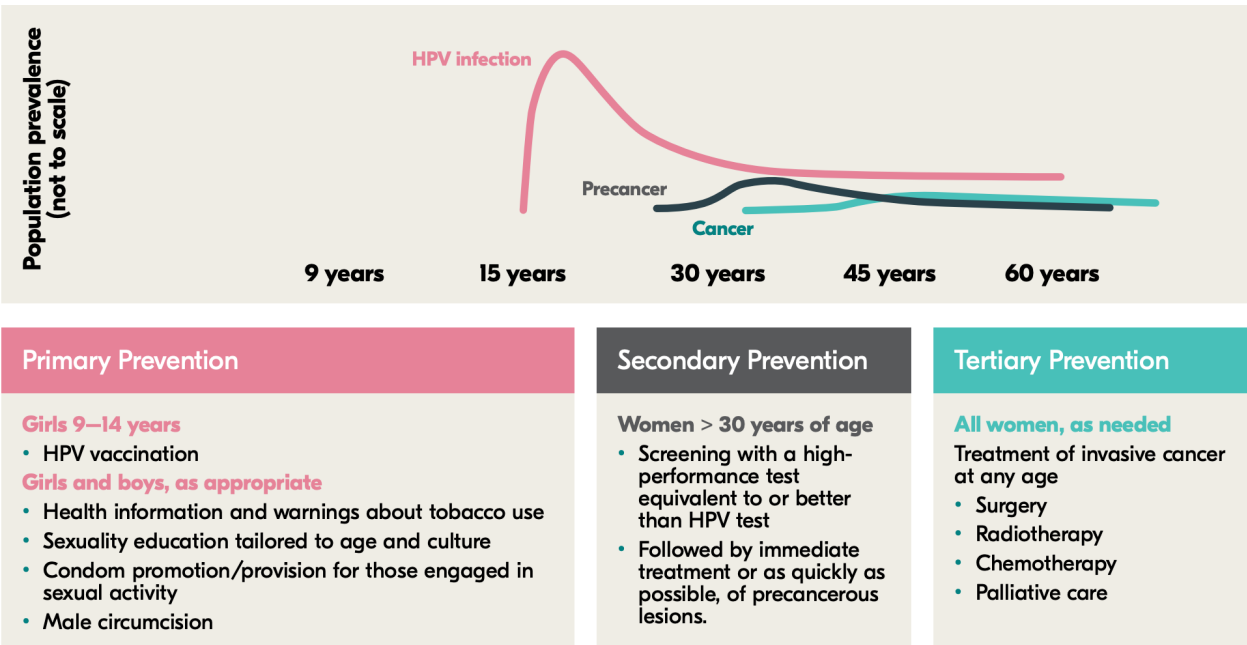 Population prevalence
(not to scale)
HPV infection
Precancer
Cancer
9 years
15 years
30 years
45 years
60 years
Primary Prevention
Girls 9–14 years
• HPV vaccination
Girls and boys, as appropriate
• Health information and warnings about tobacco use
• Sexuality education tailored to age and culture
• Condom promotion/provision for those engaged in
sexual activity
• Male circumcision
Secondary Prevention
Women > 30 years of age
• Screening with a high-
performance test
equivalent to or better
than HPV test
• Followed by immediate
treatment or as quickly as
possible, of precancerous
lesions.
Tertiary Prevention
All women, as needed
Treatment of invasive cancer
at any age
• Surgery
• Radiotherapy
• Chemotherapy
• Palliative care